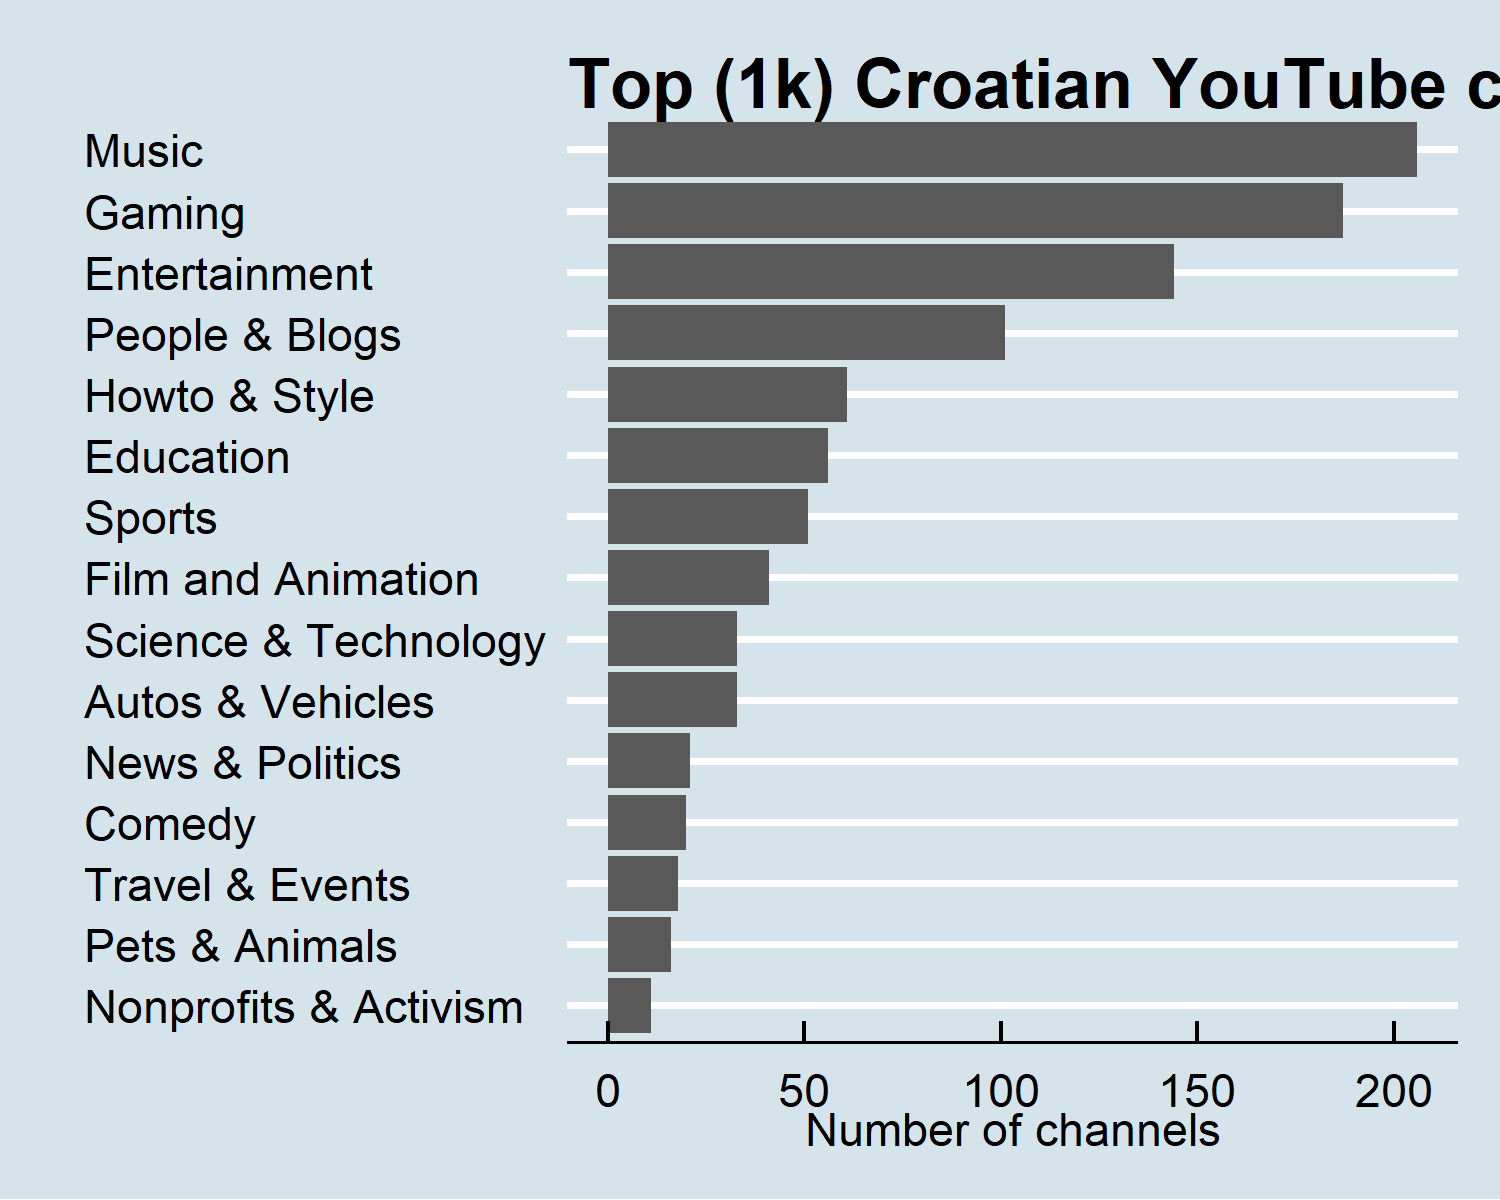 Top (1k) Croatian YouTube c
Music
Gaming
Entertainment
People & Blogs
Howto & Style
Education
Sports
Film and Animation
Science & Technology
Autos & Vehicles
News & Politics
Comedy
Travel & Events
Pets & Animals
Nonprofits & Activism
0 50 100 150 200
Number of channels